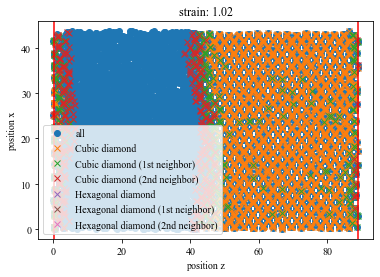 strain: 1.02
position x
40
30
20
10
0
all
Cubic diamond
Cubic diamond (1st neighbor)
Cubic diamond (2nd neighbor)
Hexagonal diamond
Hexagonal diamond (1st neighbor)
Hexagonal diamond (2nd neighbor)
0 20 40 60 80
position z